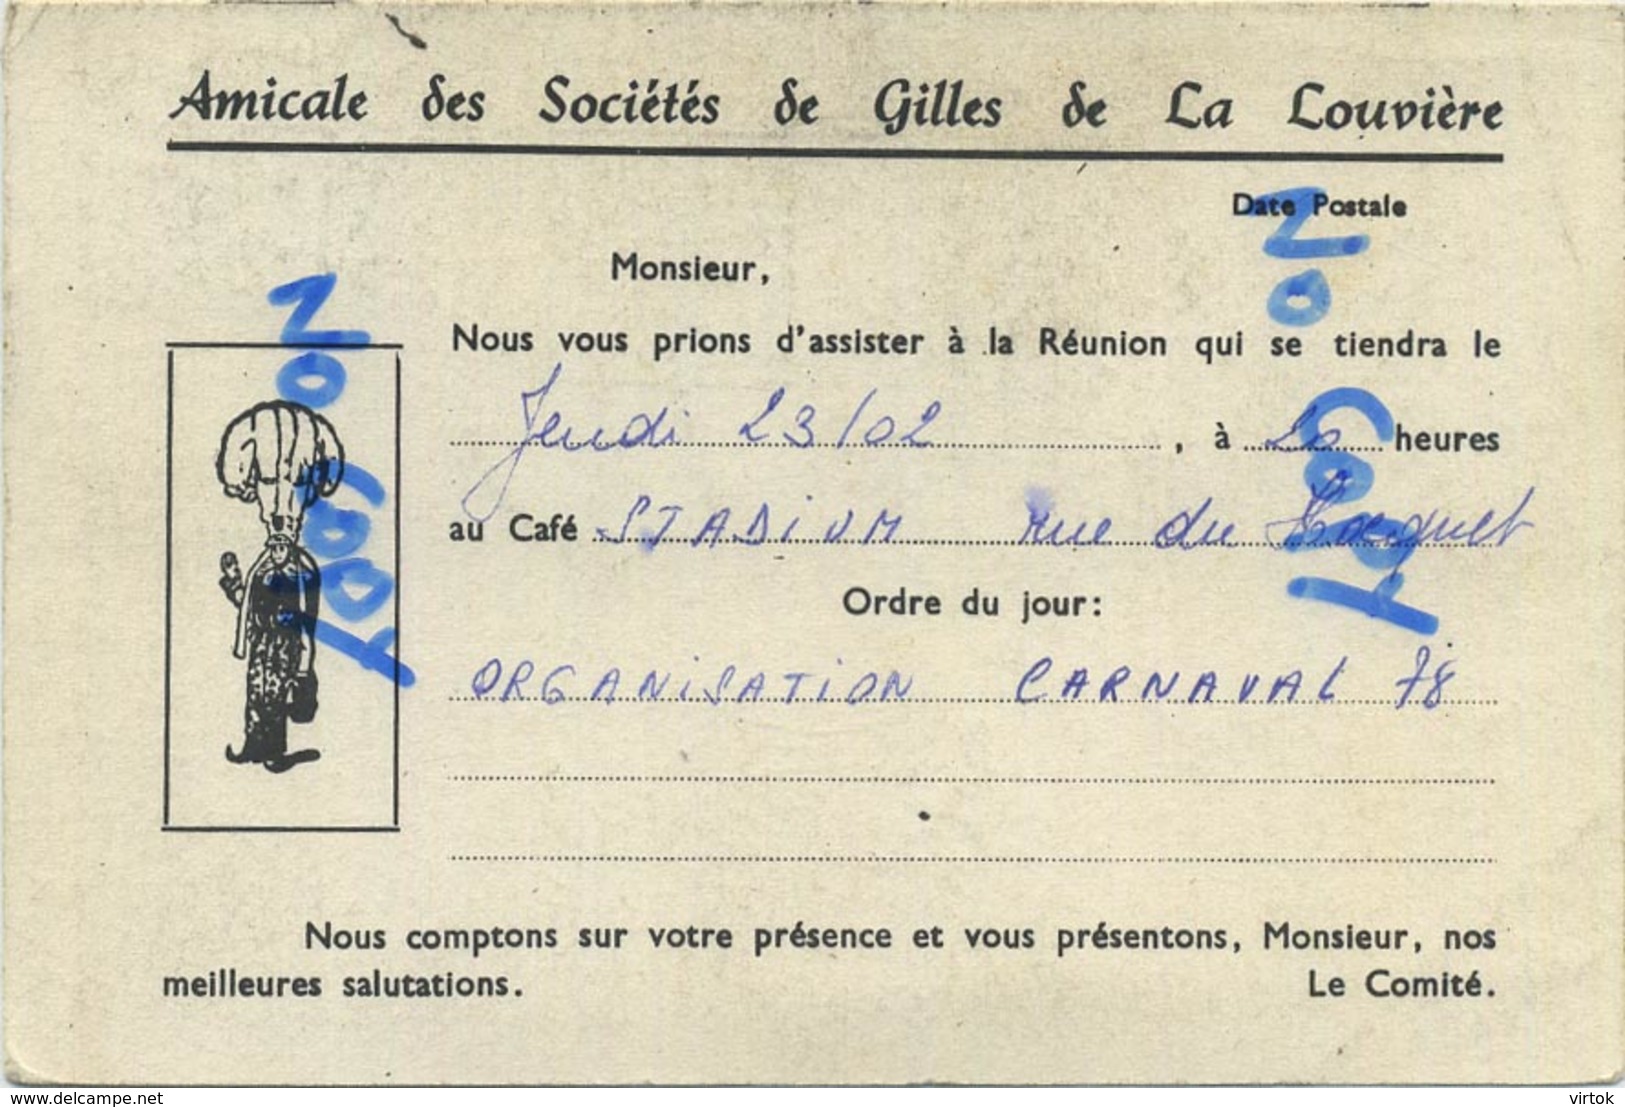 Amicale des Sociétés de Gilles de La Louvière
Date Postale
Monsieur,
Nous vous prions d'assister à la Réunion qui se tiendra le
Jeudi 23/02, à 20 heures
au Café STADIUM rue du Hocquet
Ordre du jour:
ORGANISATION CARNAVAL 78
Nous comptons sur votre présence et vous présentons, Monsieur, nos
meilleures salutations. Le Comité.
No COPY
No COPY
delcampe.net
virtok